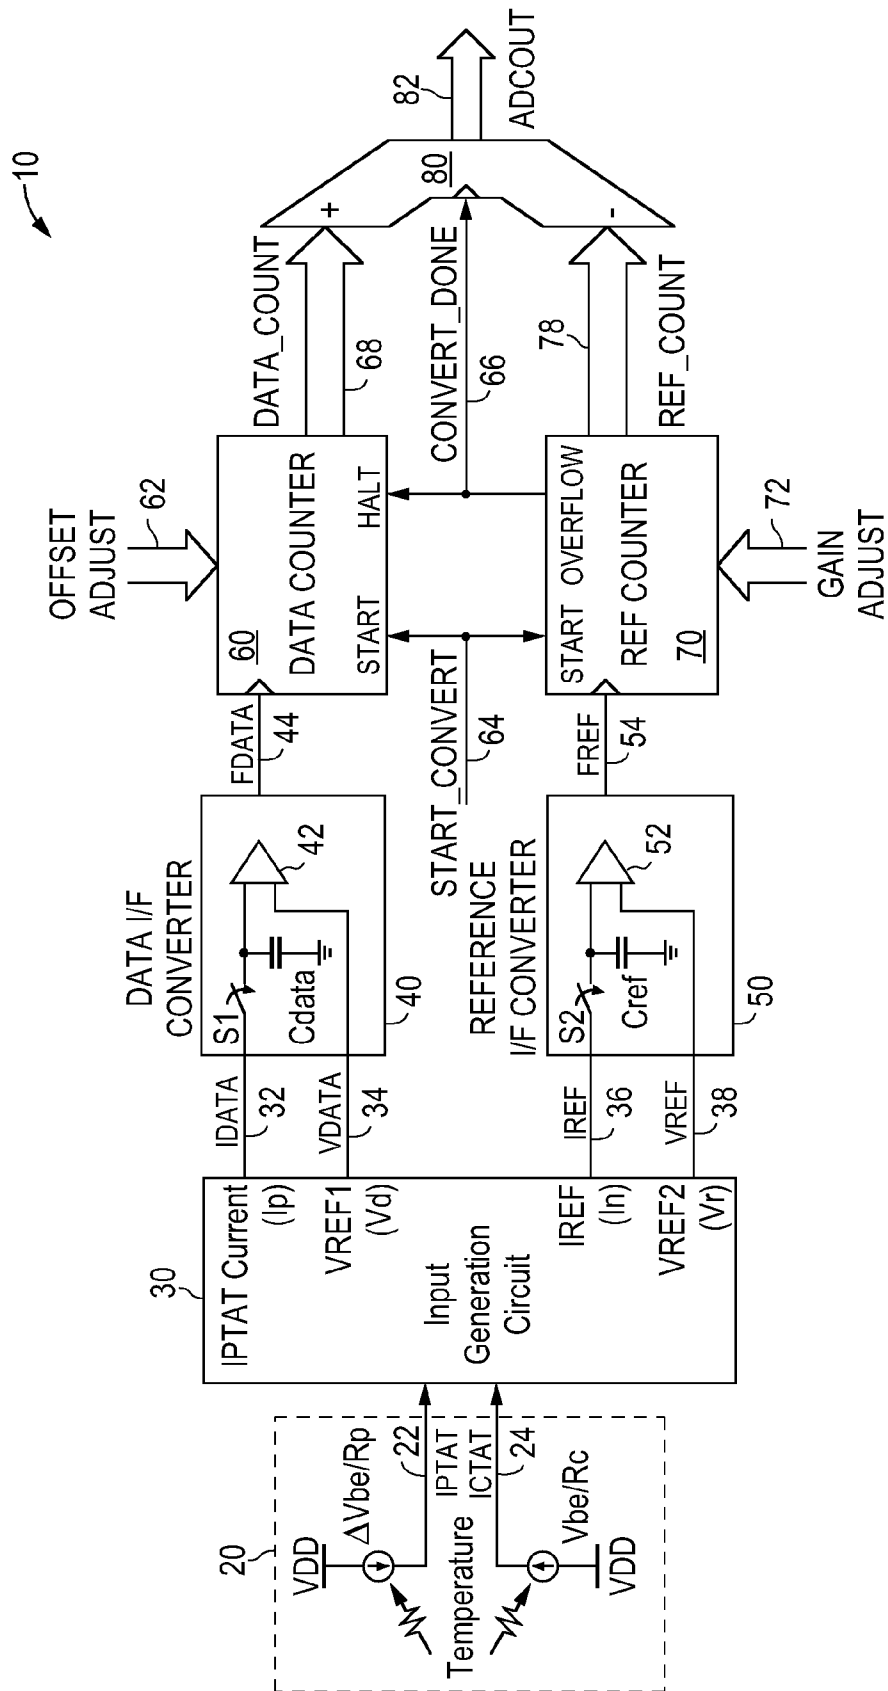 10
20
VDD
ΔVbe/Rp
22
IPTAT
Temperature
ICTAT
24
Vbe/Rc
VDD
30
IPTAT Current
(Ip)
VREF1
(Vd)
Input
Generation
Circuit
IREF
(In)
VREF2
(Vr)
IDATA
32
VDATA
34
IREF
36
VREF
38
DATA I/F
CONVERTER
S1
Cdata
42
40
REFERENCE
I/F CONVERTER
S2
Cref
52
50
FDATA
44
START_CONVERT
64
FREF
54
OFFSET
ADJUST
62
60
DATA COUNTER
START
HALT
START
OVERFLOW
REF COUNTER
70
72
GAIN
ADJUST
DATA_COUNT
68
CONVERT_DONE
66
78
REF_COUNT
+
80
-
82
ADCOUT